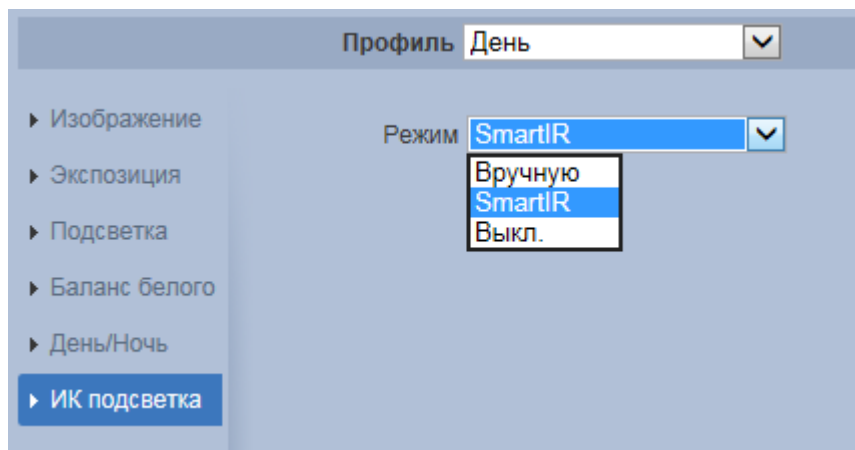 Профиль День
Изображение
Режим SmartIR
Вручную
Экспозиция
SmartIR
Подсветка
Выкл.
Баланс белого
День/Ночь
ИК подсветка